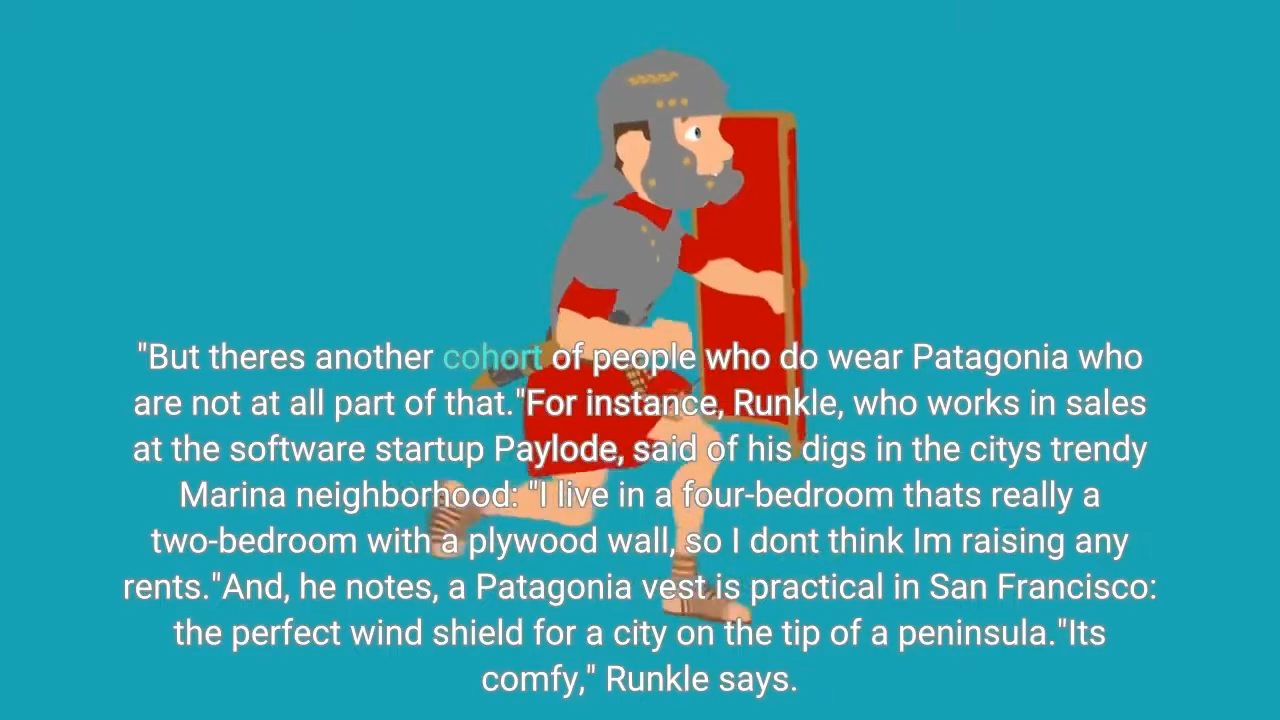 "But theres another cohort of people who do wear Patagonia who
are not at all part of that."For instance, Runkle, who works in sales
at the software startup Paylode, said of his digs in the citys trendy
Marina neighborhood: "I live in a four-bedroom thats really a
two-bedroom with a plywood wall, so I dont think Im raising any
rents."And, he notes, a Patagonia vest is practical in San Francisco:
the perfect wind shield for a city on the tip of a peninsula."Its
comfy," Runkle says.